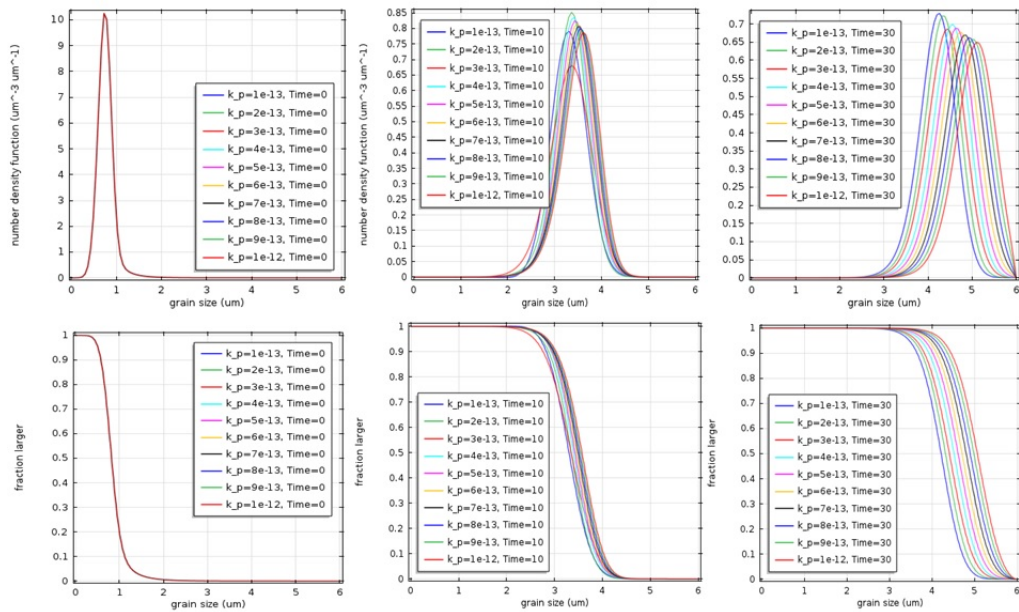 number density function (um^-3 um^-1)
10
9
8
7
6
5
4
3
2
1
0
k_p=1e-13, Time=0
k_p=2e-13, Time=0
k_p=3e-13, Time=0
k_p=4e-13, Time=0
k_p=5e-13, Time=0
k_p=6e-13, Time=0
k_p=7e-13, Time=0
k_p=8e-13, Time=0
k_p=9e-13, Time=0
k_p=1e-12, Time=0
0 1 2 3 4 5 6
grain size (um)
number density function (um^-3 um^-1)
0.85
0.8
0.75
0.7
0.65
0.6
0.55
0.5
0.45
0.4
0.35
0.3
0.25
0.2
0.15
0.1
0.05
0
k_p=1e-13, Time=10
k_p=2e-13, Time=10
k_p=3e-13, Time=10
k_p=4e-13, Time=10
k_p=5e-13, Time=10
k_p=6e-13, Time=10
k_p=7e-13, Time=10
k_p=8e-13, Time=10
k_p=9e-13, Time=10
k_p=1e-12, Time=10
0 1 2 3 4 5 6
grain size (um)
number density function (um^-3 um^-1)
0.7
0.65
0.6
0.55
0.5
0.45
0.4
0.35
0.3
0.25
0.2
0.15
0.1
0.05
0
k_p=1e-13, Time=30
k_p=2e-13, Time=30
k_p=3e-13, Time=30
k_p=4e-13, Time=30
k_p=5e-13, Time=30
k_p=6e-13, Time=30
k_p=7e-13, Time=30
k_p=8e-13, Time=30
k_p=9e-13, Time=30
k_p=1e-12, Time=30
0 1 2 3 4 5 6
grain size (um)
fraction larger
1
0.9
0.8
0.7
0.6
0.5
0.4
0.3
0.2
0.1
0
k_p=1e-13, Time=0
k_p=2e-13, Time=0
k_p=3e-13, Time=0
k_p=4e-13, Time=0
k_p=5e-13, Time=0
k_p=6e-13, Time=0
k_p=7e-13, Time=0
k_p=8e-13, Time=0
k_p=9e-13, Time=0
k_p=1e-12, Time=0
0 1 2 3 4 5 6
grain size (um)
fraction larger
1
0.9
0.8
0.7
0.6
0.5
0.4
0.3
0.2
0.1
0
k_p=1e-13, Time=10
k_p=2e-13, Time=10
k_p=3e-13, Time=10
k_p=4e-13, Time=10
k_p=5e-13, Time=10
k_p=6e-13, Time=10
k_p=7e-13, Time=10
k_p=8e-13, Time=10
k_p=9e-13, Time=10
k_p=1e-12, Time=10
0 1 2 3 4 5 6
grain size (um)
fraction larger
1
0.9
0.8
0.7
0.6
0.5
0.4
0.3
0.2
0.1
0
k_p=1e-13, Time=30
k_p=2e-13, Time=30
k_p=3e-13, Time=30
k_p=4e-13, Time=30
k_p=5e-13, Time=30
k_p=6e-13, Time=30
k_p=7e-13, Time=30
k_p=8e-13, Time=30
k_p=9e-13, Time=30
k_p=1e-12, Time=30
0 1 2 3 4 5 6
grain size (um)